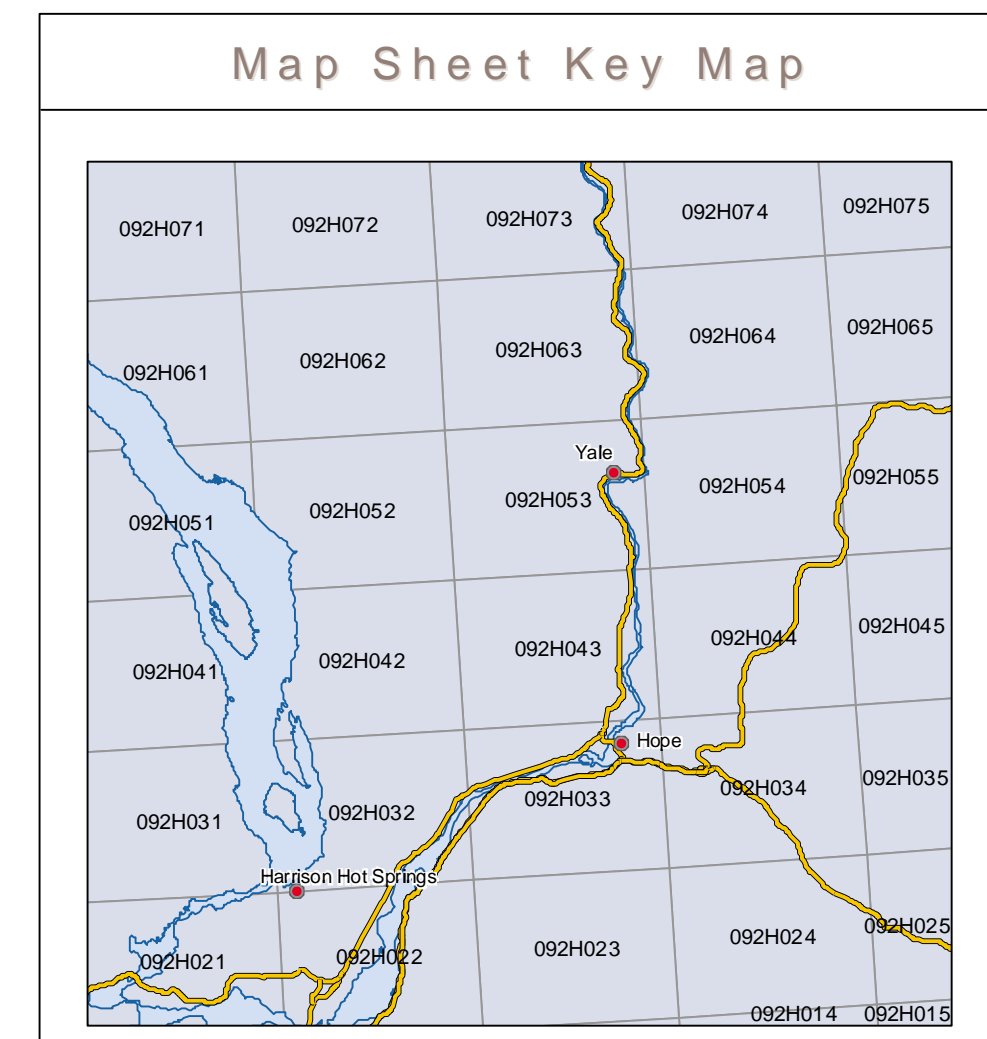 Map Sheet Key Map
092H071 092H072 092H073 092H074 092H075
092H061 092H062 092H063 092H064 092H065
Yale
092H051 092H052 092H053 092H054 092H055
092H041 092H042 092H043 092H044 092H045
Hope
092H031 092H032 092H033 092H034 092H035
Harrison Hot Springs
092H021 092H022 092H023 092H024 092H025
092H014 092H015